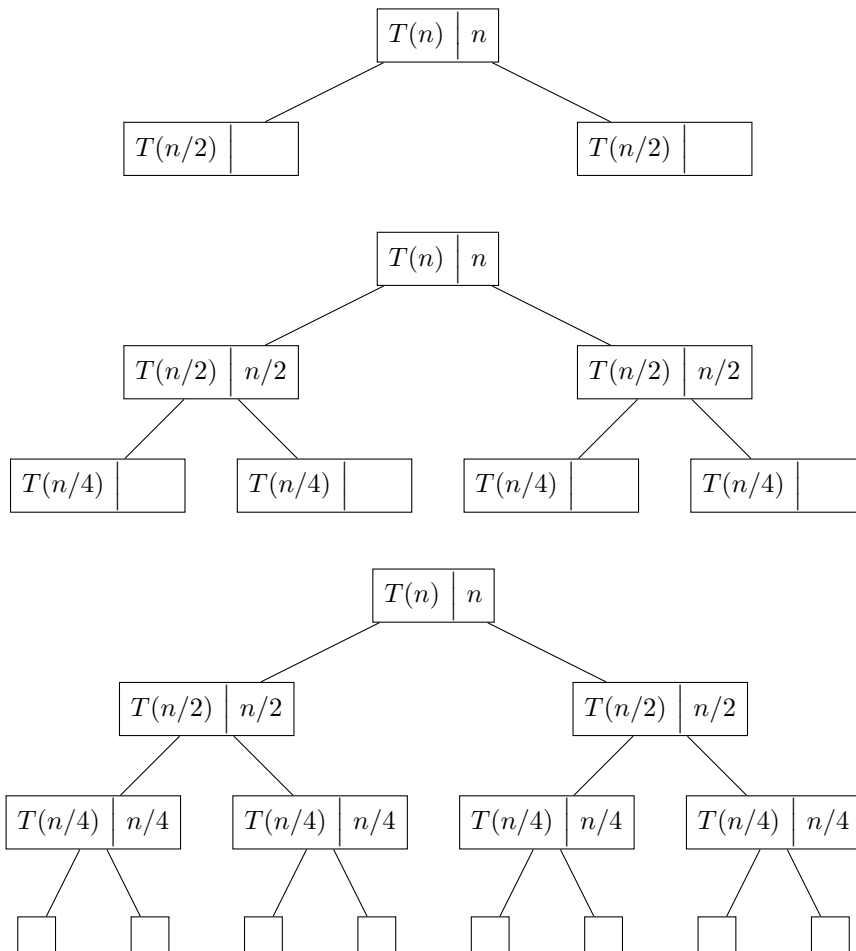 T(n) n
T(n/2) T(n/2)
T(n) n
T(n/2) n/2 T(n/2) n/2
T(n/4) T(n/4) T(n/4) T(n/4)
T(n) n
T(n/2) n/2 T(n/2) n/2
T(n/4) n/4 T(n/4) n/4 T(n/4) n/4 T(n/4) n/4